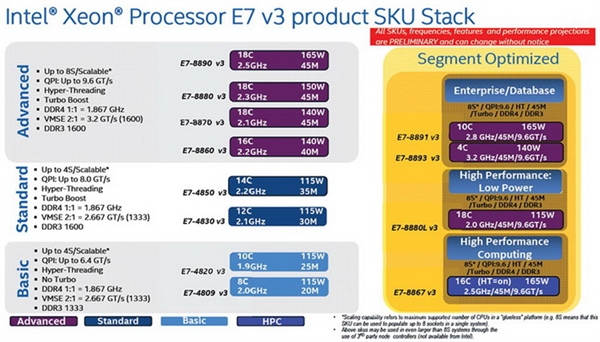 Intel® Xeon® Processor E7 v3 product SKU Stack
All SKUs, frequencies, features and performance projections
are PRELIMINARY and can change without notice
Advanced
• Up to 8S/Scalable*
• QPI: Up to 9.6 GT/s
• Hyper-Threading
• Turbo Boost
• DDR4 1:1 = 1.867 GHz
• VMSE 2:1 = 3.2 GT/s (1600)
• DDR3 1600
E7-8890 v3
18C 165W
2.5GHz 45M
E7-8880 v3
18C 150W
2.3GHz 45M
E7-8870 v3
18C 140W
2.1GHz 45M
E7-8860 v3
16C 140W
2.2GHz 40M
Standard
• Up to 4S/Scalable*
• QPI: Up to 8.0 GT/s
• Hyper-Threading
• Turbo Boost
• DDR4 1:1 = 1.867 GHz
• VMSE 2:1 = 2.667 GT/s (1333)
• DDR3 1600
E7-4850 v3
14C 115W
2.2GHz 35M
E7-4830 v3
12C 115W
2.1GHz 30M
Basic
• Up to 4S/Scalable*
• QPI: Up to 6.4 GT/s
• Hyper-Threading
• No Turbo
• DDR4 1:1 = 1.867 GHz
• VMSE 2:1 = 2.667 GT/s (1333)
• DDR3 1333
E7-4820 v3
10C 115W
1.9GHz 25M
E7-4809 v3
8C 115W
2.0GHz 20M
Segment Optimized
Enterprise/Database
8S* / QPI:9.6 / HT / 45M
/Turbo / DDR4 / DDR3
E7-8891 v3
10C 165W
2.8 GHz/45M/9.6GT/s
E7-8893 v3
4C 140W
3.2 GHz/45M/9.6GT/s
High Performance:
Low Power
8S* / QPI:9.6 / HT / 45M
/Turbo / DDR4 / DDR3
E7-8880L v3
18C 115W
2.0 GHz/45M/9.6GT/s
High Performance
Computing
8S* / QPI:9.6 / HT / 45M
/Turbo / DDR4 / DDR3
E7-8867 v3
16C (HT=on) 165W
2.5GHz/45M/9.6GT/s
Advanced
Standard
Basic
HPC
• *Scaling capability refers to maximum supported number of CPUs in a "glueless" platform (e.g. 8S means that this
SKU can be used to populate up to 8 sockets in a single system).
• Above skus may be used in even larger than 8S systems through the
use of 3rd party node controllers (not available from Intel).